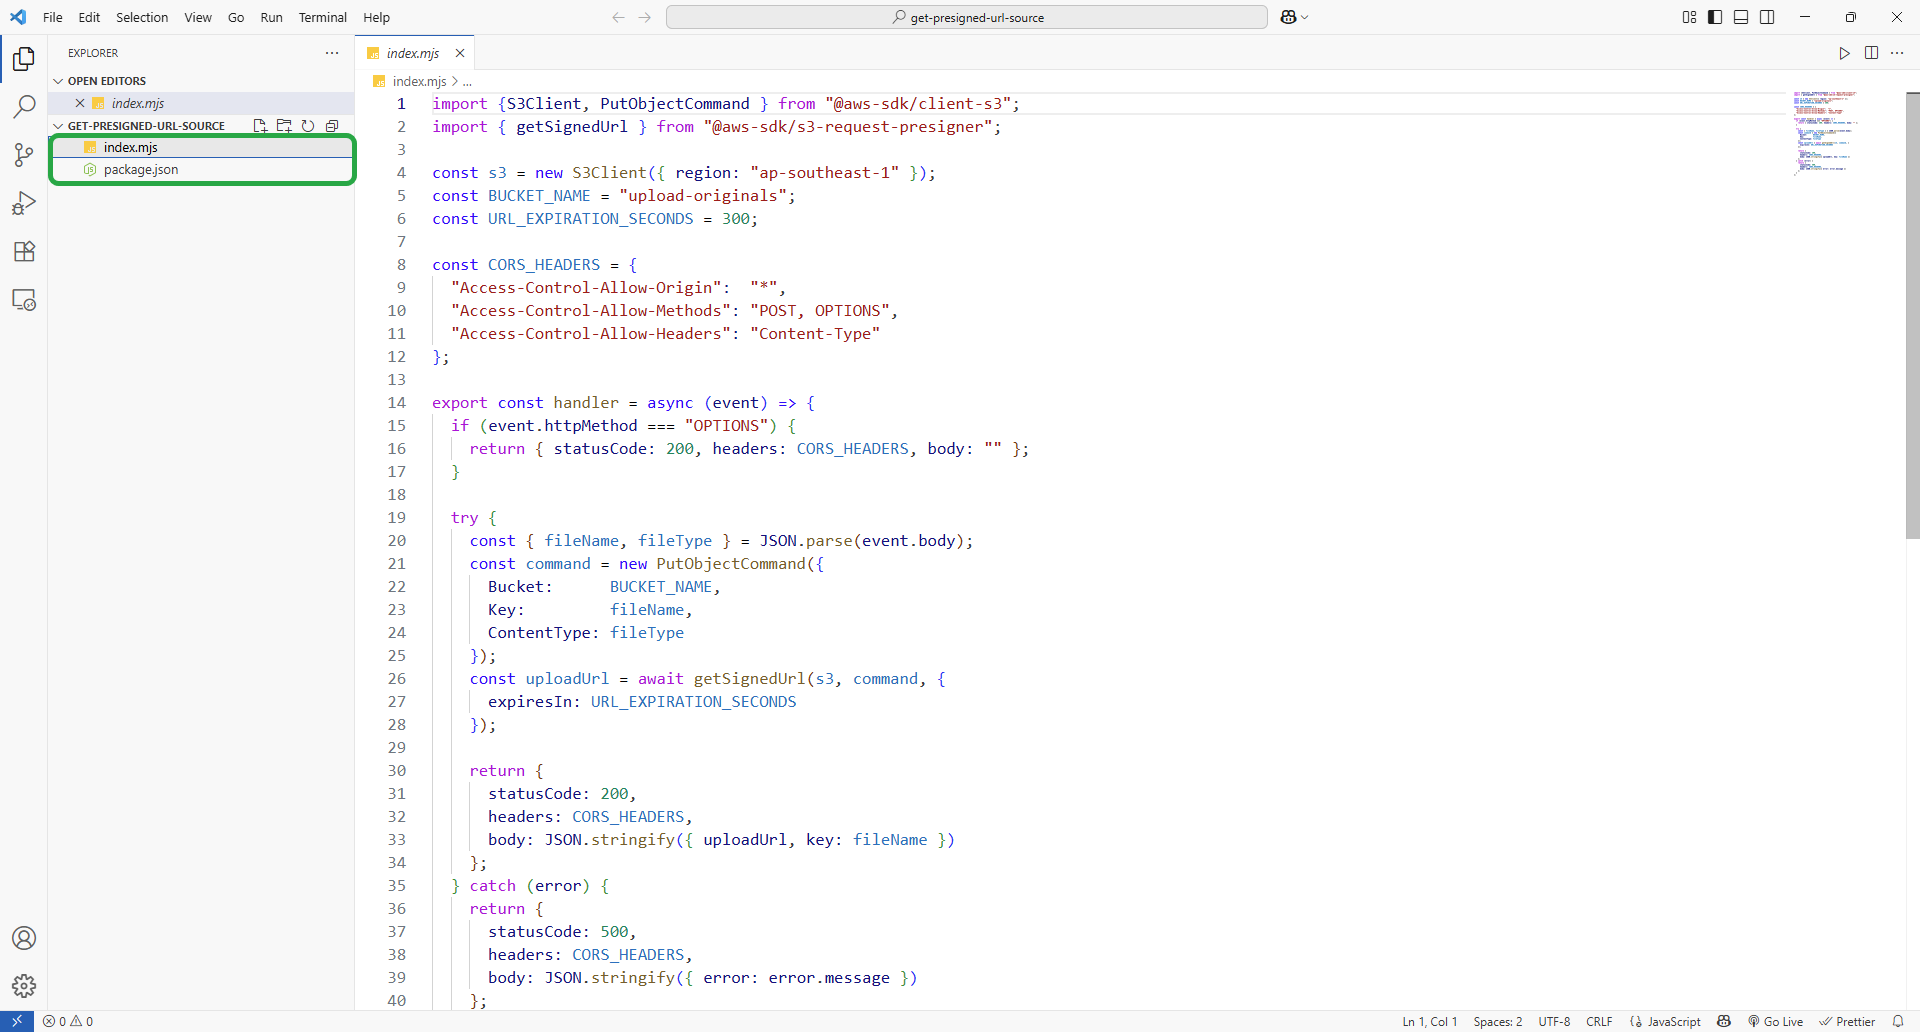 File Edit Selection View Go Run Terminal Help
get-presigned-url-source
EXPLORER
OPEN EDITORS
index.mjs
GET-PRESIGNED-URL-SOURCE
index.mjs
package.json
index.mjs
index.mjs > ...
1 import {S3Client, PutObjectCommand } from "@aws-sdk/client-s3";
2 import { getSignedUrl } from "@aws-sdk/s3-request-presigner";
3
4 const s3 = new S3Client({ region: "ap-southeast-1" });
5 const BUCKET_NAME = "upload-originals";
6 const URL_EXPIRATION_SECONDS = 300;
7
8 const CORS_HEADERS = {
9 "Access-Control-Allow-Origin":  "*",
10 "Access-Control-Allow-Methods": "POST, OPTIONS",
11 "Access-Control-Allow-Headers": "Content-Type"
12 };
13
14 export const handler = async (event) => {
15 if (event.httpMethod === "OPTIONS") {
16 return { statusCode: 200, headers: CORS_HEADERS, body: "" };
17 }
18
19 try {
20 const { fileName, fileType } = JSON.parse(event.body);
21 const command = new PutObjectCommand({
22 Bucket:      BUCKET_NAME,
23 Key:         fileName,
24 ContentType: fileType
25 });
26 const uploadUrl = await getSignedUrl(s3, command, {
27 expiresIn: URL_EXPIRATION_SECONDS
28 });
29
30 return {
31 statusCode: 200,
32 headers: CORS_HEADERS,
33 body: JSON.stringify({ uploadUrl, key: fileName })
34 };
35 } catch (error) {
36 return {
37 statusCode: 500,
38 headers: CORS_HEADERS,
39 body: JSON.stringify({ error: error.message })
40 };
0 0
Ln 1, Col 1 Spaces: 2 UTF-8 CRLF {} JavaScript Go Live Prettier